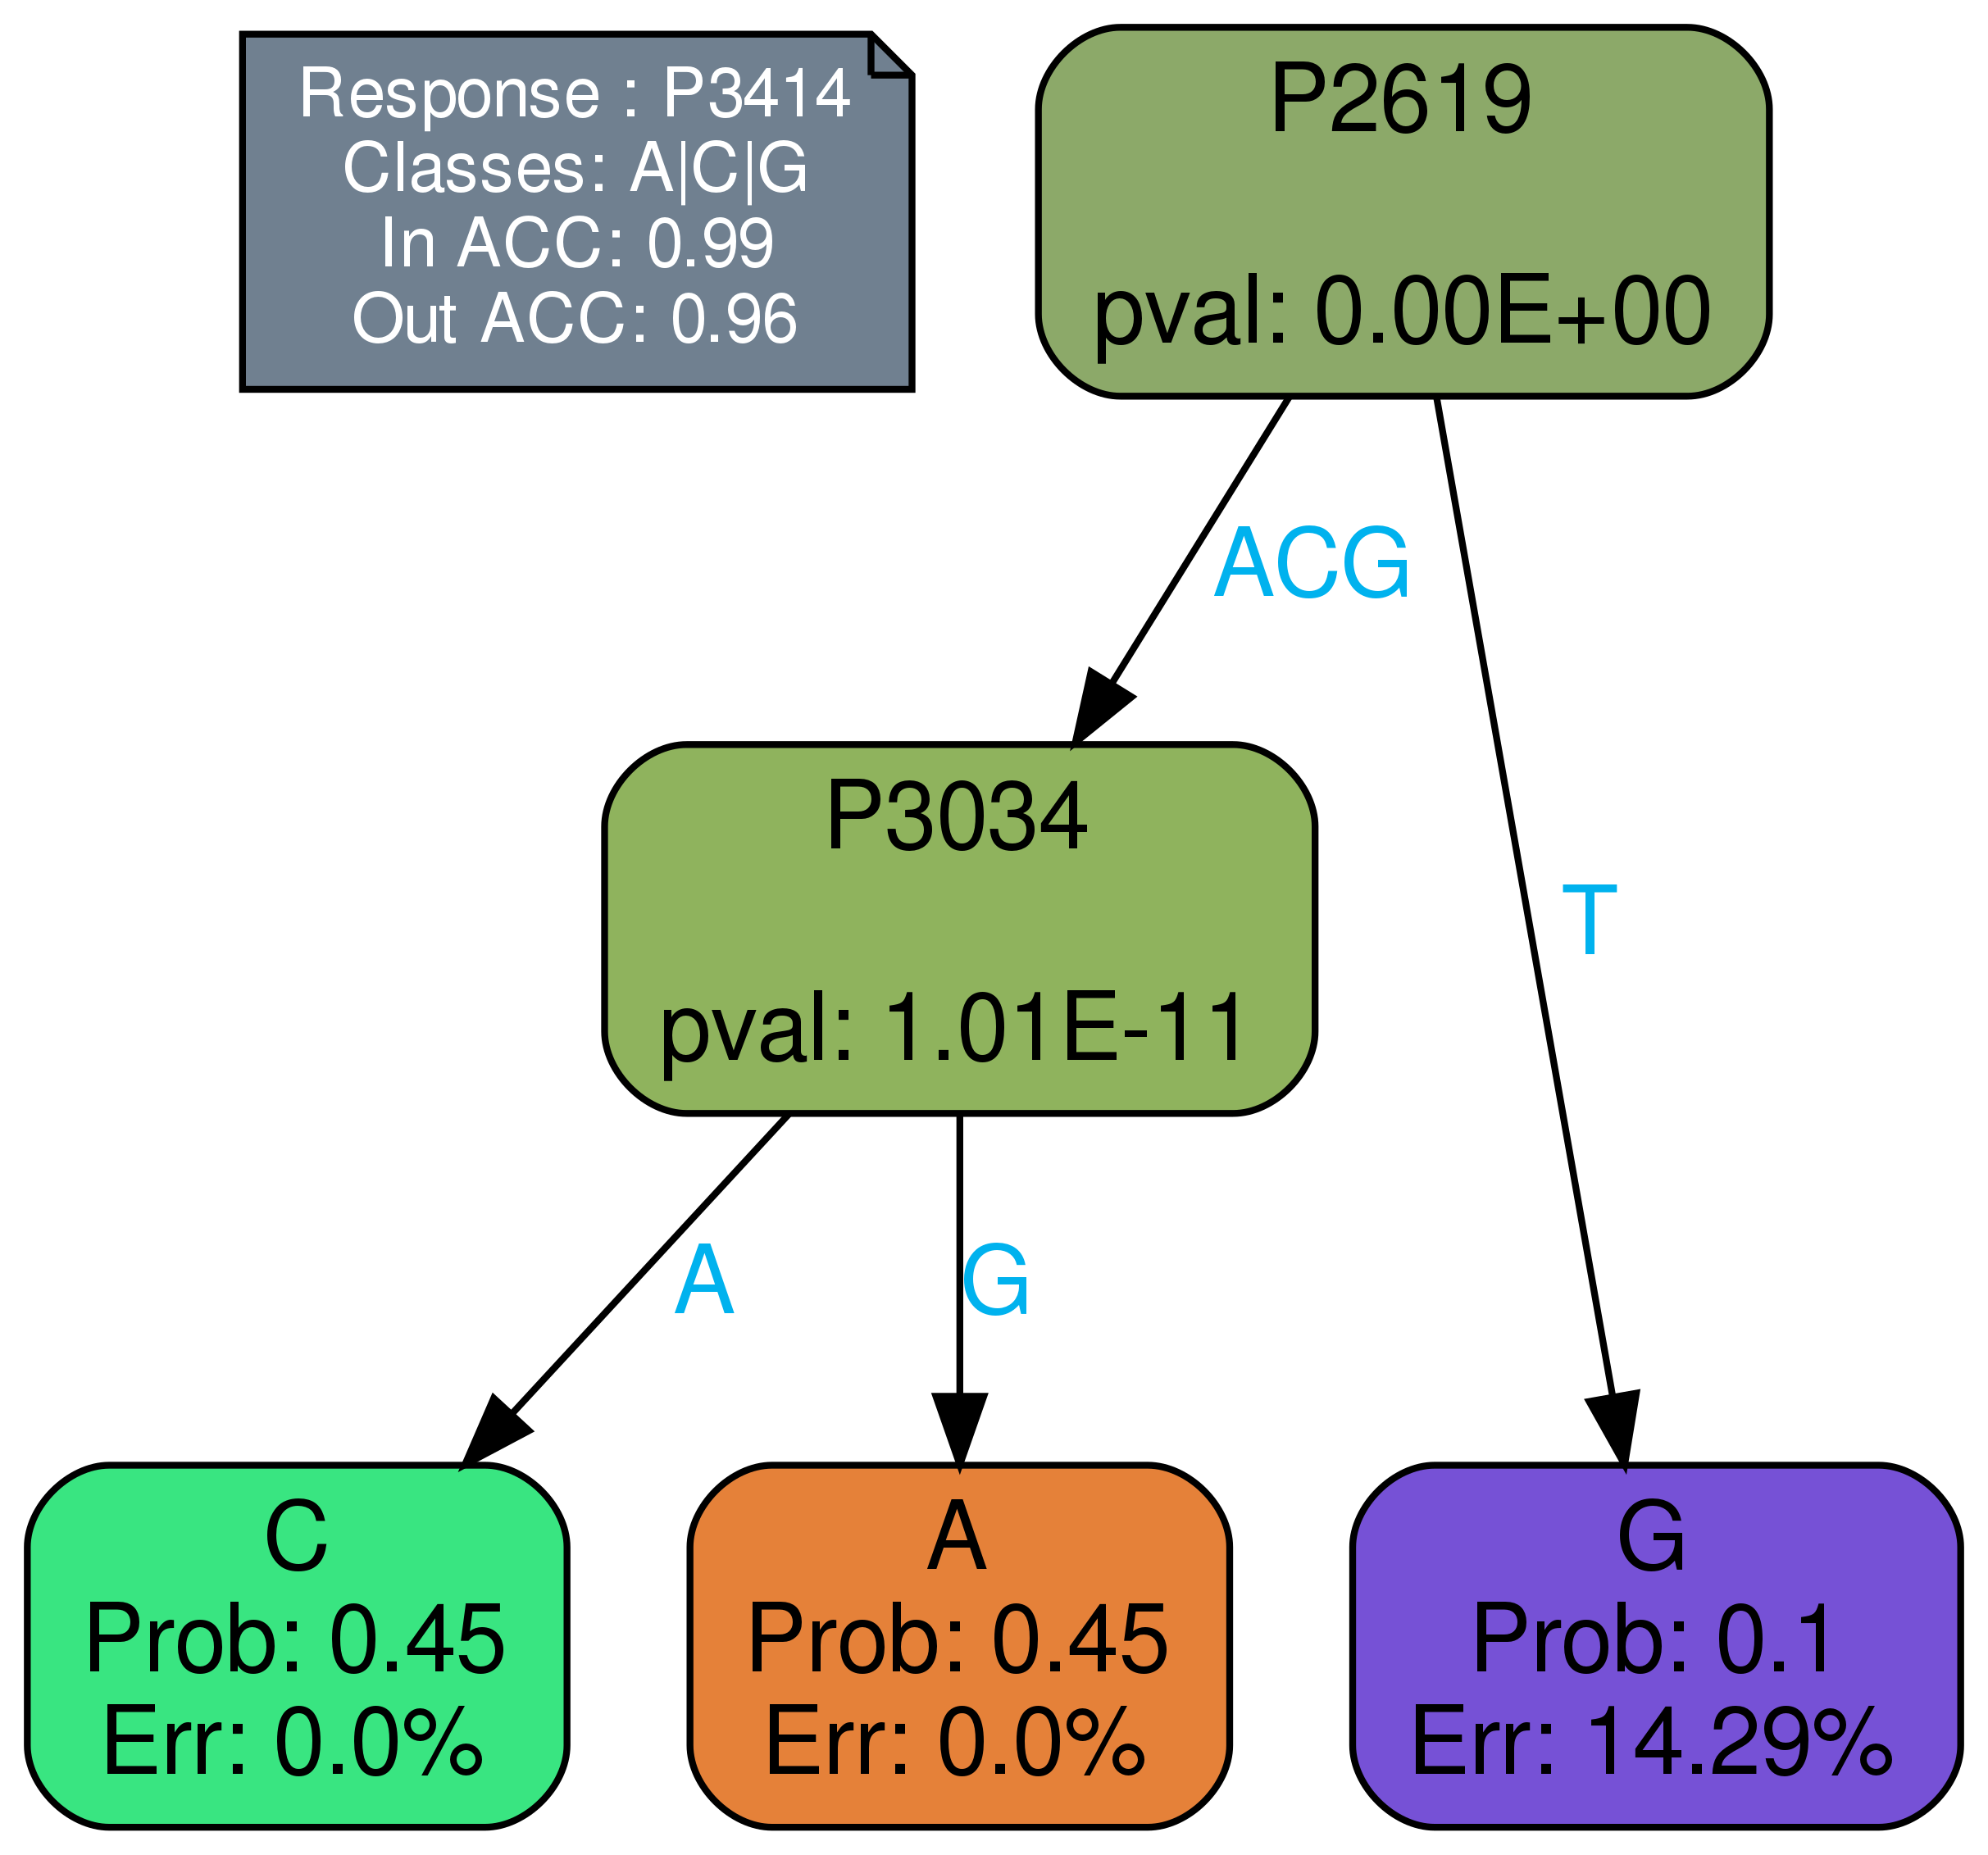 Response : P3414
Classes: A|C|G
In ACC: 0.99
Out ACC: 0.96
P2619
pval: 0.00E+00
ACG
T
P3034
pval: 1.01E-11
A
G
C
Prob: 0.45
Err: 0.0%
A
Prob: 0.45
Err: 0.0%
G
Prob: 0.1
Err: 14.29%